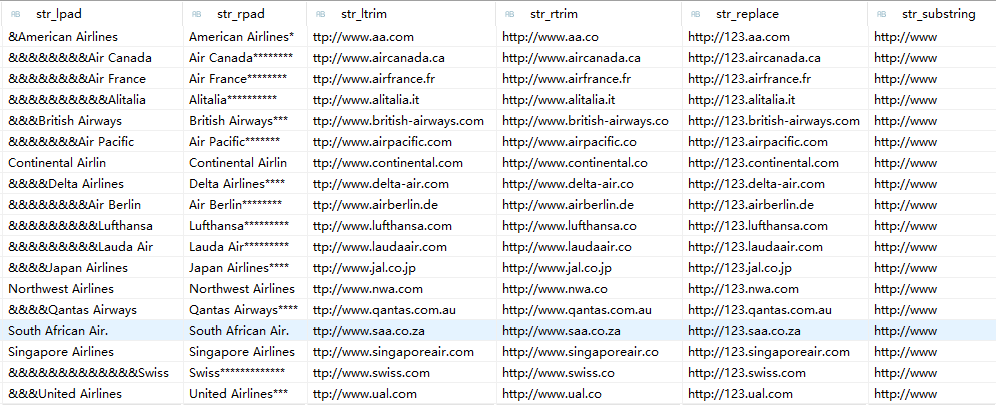 str_lpad str_rpad str_ltrim str_rtrim str_replace str_substring
&American Airlines American Airlines* ttp://www.aa.com http://www.aa.co http://123.aa.com http://www
&&&&&&&&Air Canada Air Canada******** ttp://www.aircanada.ca http://www.aircanada.ca http://123.aircanada.ca http://www
&&&&&&&&Air France Air France******** ttp://www.airfrance.fr http://www.airfrance.fr http://123.airfrance.fr http://www
&&&&&&&&&&Alitalia Alitalia********** ttp://www.alitalia.it http://www.alitalia.it http://123.alitalia.it http://www
&&&British Airways British Airways*** ttp://www.british-airways.com http://www.british-airways.co http://123.british-airways.com http://www
&&&&&&&Air Pacific Air Pacific******* ttp://www.airpacific.com http://www.airpacific.co http://123.airpacific.com http://www
Continental Airlin Continental Airlin ttp://www.continental.com http://www.continental.co http://123.continental.com http://www
&&&&Delta Airlines Delta Airlines**** ttp://www.delta-air.com http://www.delta-air.co http://123.delta-air.com http://www
&&&&&&&&Air Berlin Air Berlin******** ttp://www.airberlin.de http://www.airberlin.de http://123.airberlin.de http://www
&&&&&&&&&Lufthansa Lufthansa********* ttp://www.lufthansa.com http://www.lufthansa.co http://123.lufthansa.com http://www
&&&&&&&&&Lauda Air Lauda Air********* ttp://www.laudaair.com http://www.laudaair.co http://123.laudaair.com http://www
&&&&Japan Airlines Japan Airlines**** ttp://www.jal.co.jp http://www.jal.co.jp http://123.jal.co.jp http://www
Northwest Airlines Northwest Airlines ttp://www.nwa.com http://www.nwa.co http://123.nwa.com http://www
&&&&Qantas Airways Qantas Airways**** ttp://www.qantas.com.au http://www.qantas.com.au http://123.qantas.com.au http://www
South African Air. South African Air. ttp://www.saa.co.za http://www.saa.co.za http://123.saa.co.za http://www
Singapore Airlines Singapore Airlines ttp://www.singaporeair.com http://www.singaporeair.co http://123.singaporeair.com http://www
&&&&&&&&&&&&&Swiss Swiss************* ttp://www.swiss.com http://www.swiss.co http://123.swiss.com http://www
&&&United Airlines United Airlines*** ttp://www.ual.com http://www.ual.co http://123.ual.com http://www